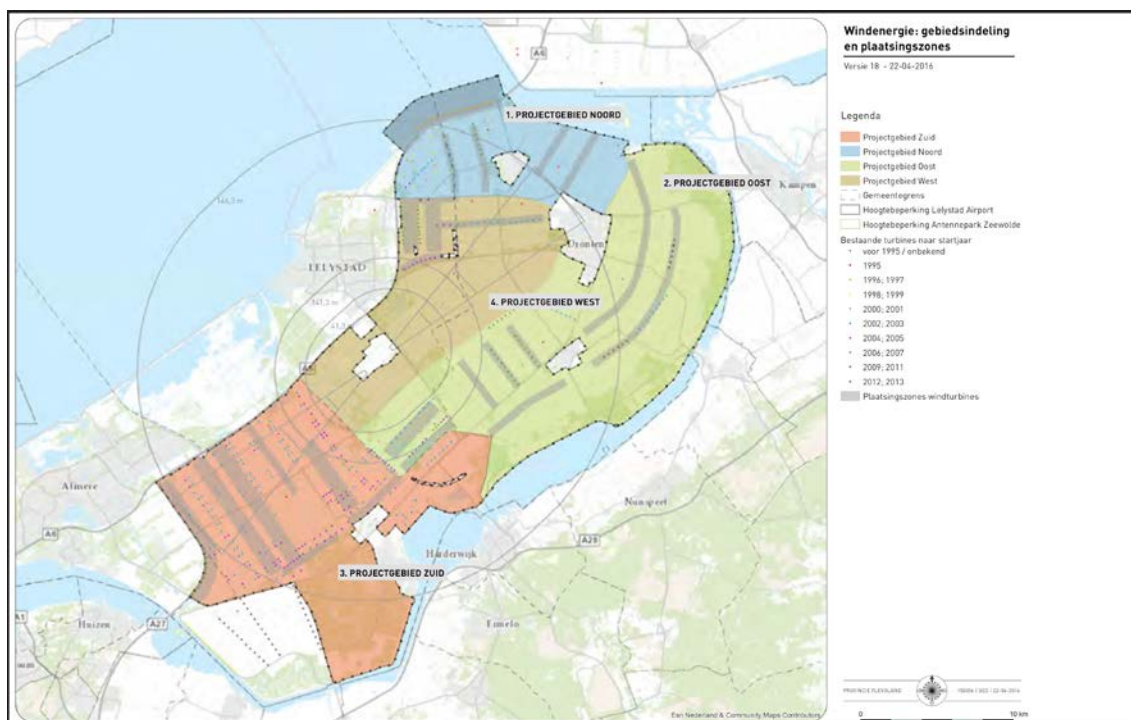 Windenergie: gebiedsindeling
en plaatsingszones
Versie 18 - 22-04-2016
Legenda
Projectgebied Zuid
Projectgebied Noord
Projectgebied Oost
Projectgebied West
Gemeentegrens
Hoogtebeperking Lelystad Airport
Hoogtebeperking Antennepark Zeewolde
Bestaande turbines naar startjaar
voor 1995 / onbekend
1995
1996; 1997
1998; 1999
2000; 2001
2002; 2003
2004; 2005
2006; 2007
2009; 2011
2012; 2013
Plaatsingszones windturbines
PROVINCIE FLEVOLAND
0 10 km
A6
1. PROJECTGEBIED NOORD
2. PROJECTGEBIED OOST
Kampen
146,3 m
Dronten
LELYSTAD
4. PROJECTGEBIED WEST
A6
Almere
A6
Nunspeet
A28
Harderwijk
3. PROJECTGEBIED ZUID
A1
Huizen
A27
Ermelo
Esri Nederland & Community Maps Contributors